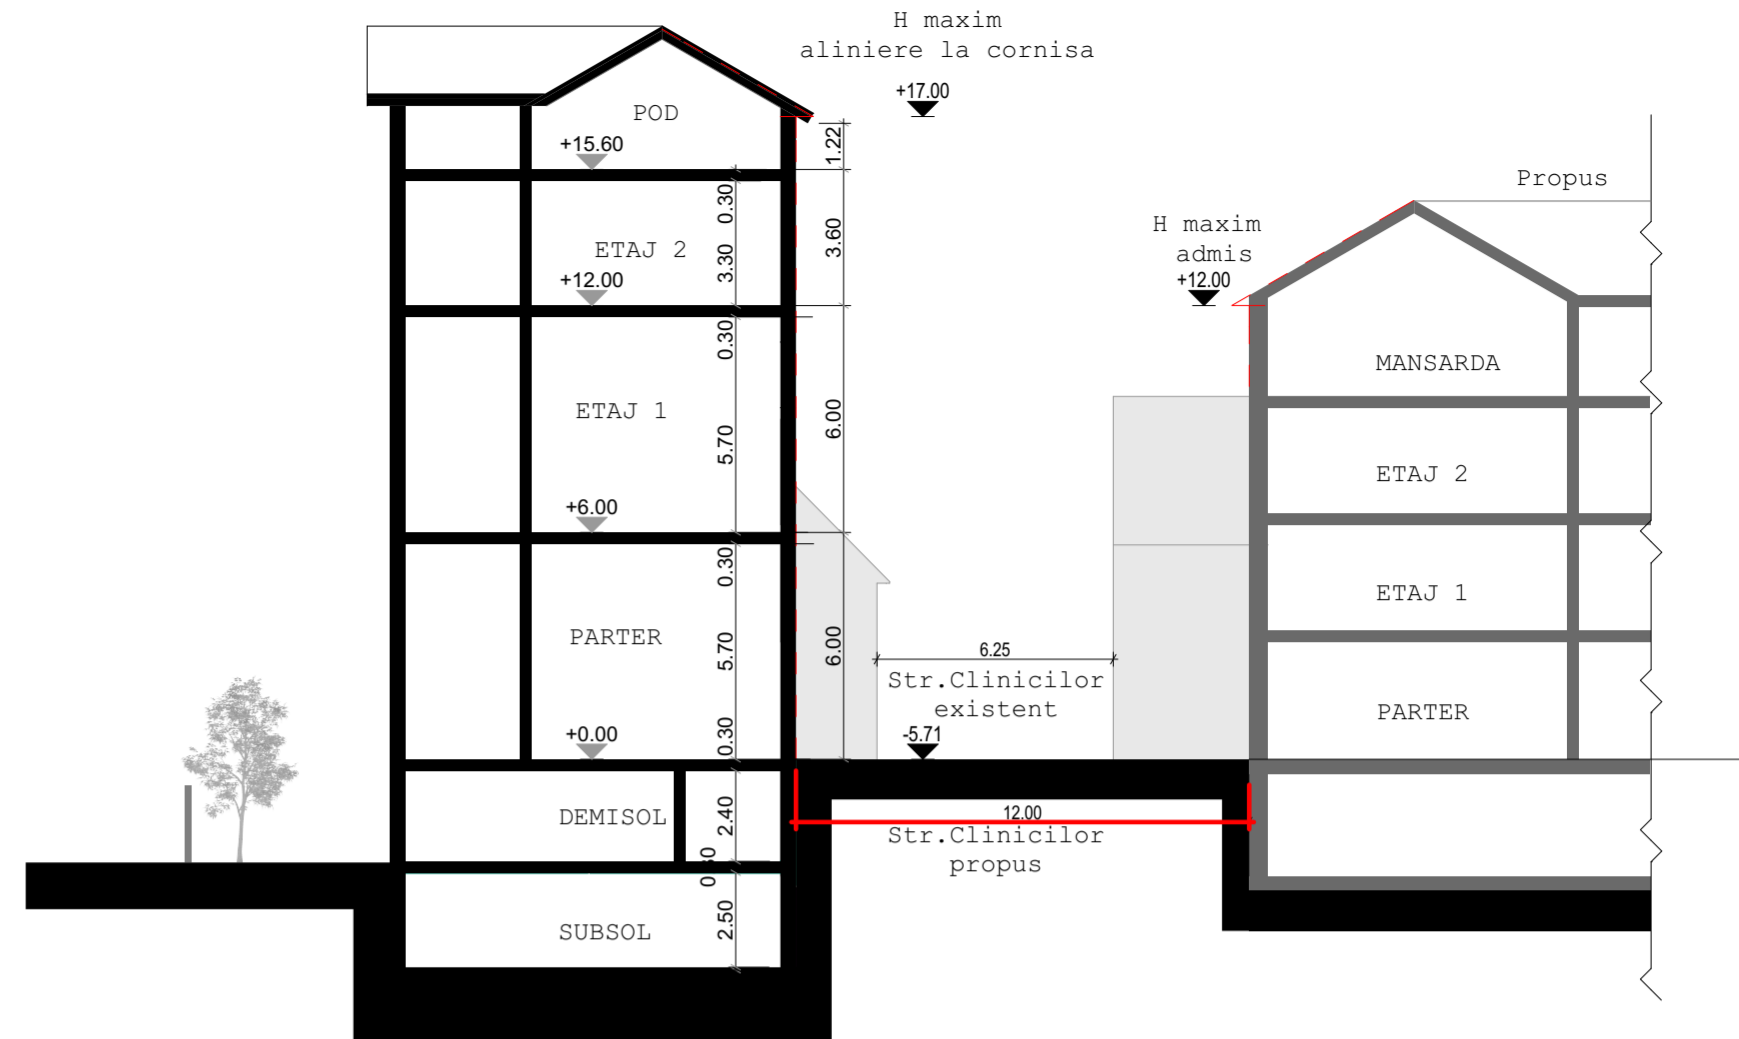 H maxim
aliniere la cornisa
+17.00
POD
+15.60
1.22
Propus
0.30
3.60
H maxim
admis
+12.00
ETAJ 2
3.30
+12.00
0.30
MANSARDA
ETAJ 1
6.00
5.70
ETAJ 2
+6.00
0.30
ETAJ 1
PARTER
5.70
6.00
6.25
Str.Clinicilor
existent
PARTER
+0.00
0.30
-5.71
DEMISOL
2.40
12.00
Str.Clinicilor
propus
SUBSOL
2.50